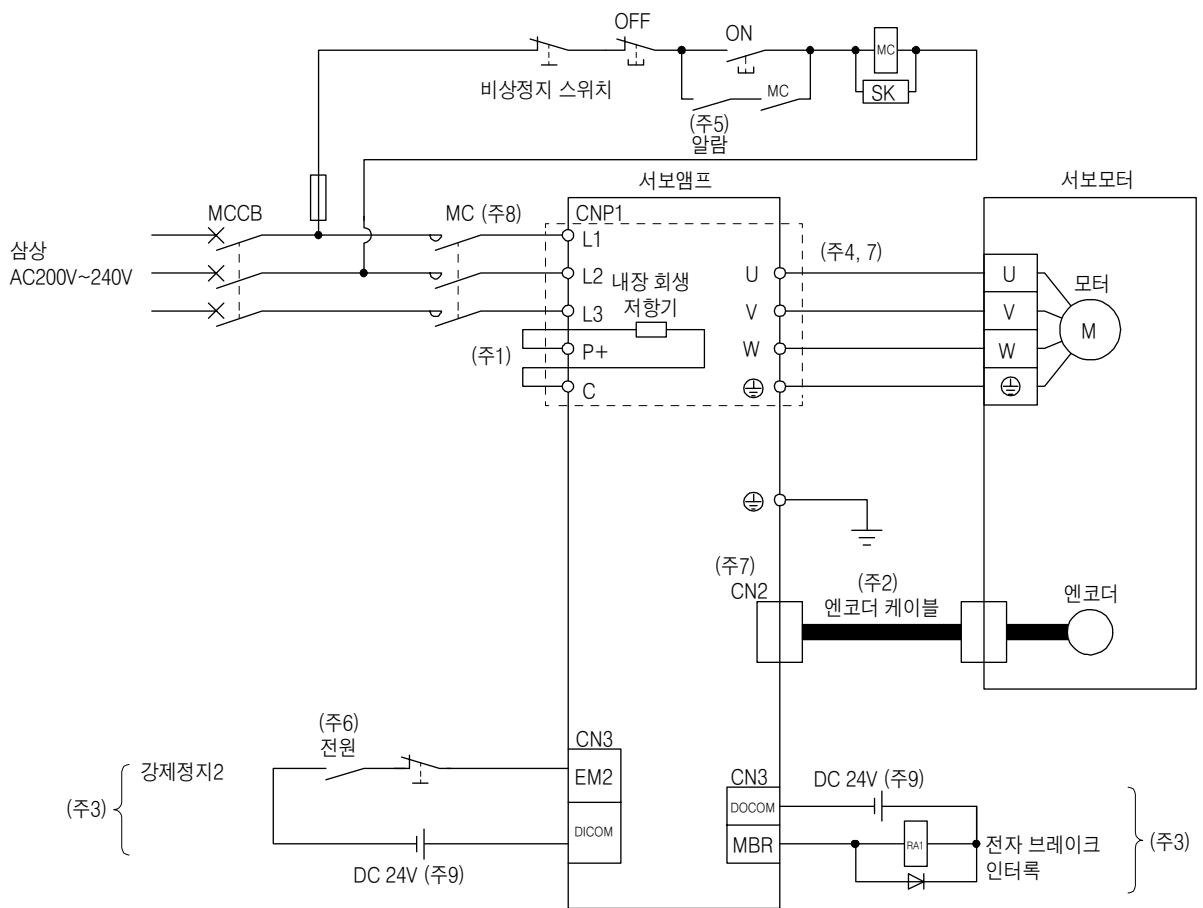 OFF
ON
MC
비상정지 스위치
SK
MC
(주5)
알람
서보앰프
서보모터
MCCB
MC (주8)
CNP1
삼상
AC200V~240V
L1
L2
L3
P+
C
내장 회생
저항기
(주1)
U
V
W
(주4, 7)
U
V
W
모터
M
(주7)
CN2
(주2)
엔코더 케이블
엔코더
(주6)
전원
CN3
강제정지2
EM2
(주3)
DICOM
DC 24V (주9)
CN3
DC 24V (주9)
DOCOM
MBR
RA1
전자 브레이크
인터록
(주3)